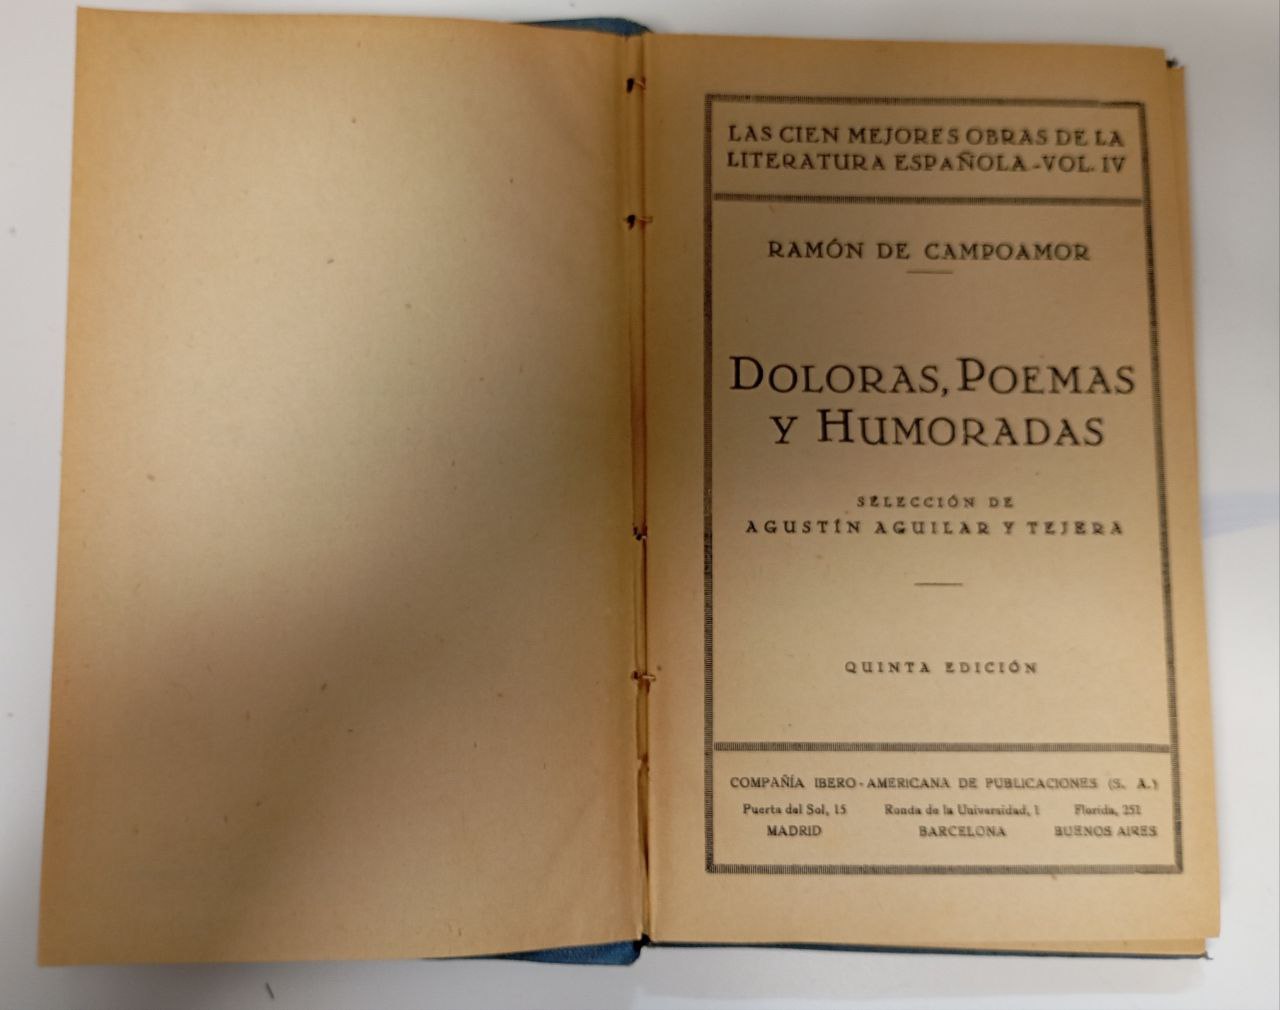 LAS CIEN MEJORES OBRAS DE LA
LITERATURA ESPAÑOLA.-VOL. IV
RAMÓN DE CAMPOAMOR
DOLORAS, POEMAS
Y HUMORADAS
SELECCIÓN DE
AGUSTÍN AGUILAR Y TEJERA
QUINTA EDICIÓN
COMPAÑÍA IBERO-AMERICANA DE PUBLICACIONES (S. A.)
Puerta del Sol, 15 Ronda de la Universidad, 1 Florida, 251
MADRID BARCELONA BUENOS AIRES